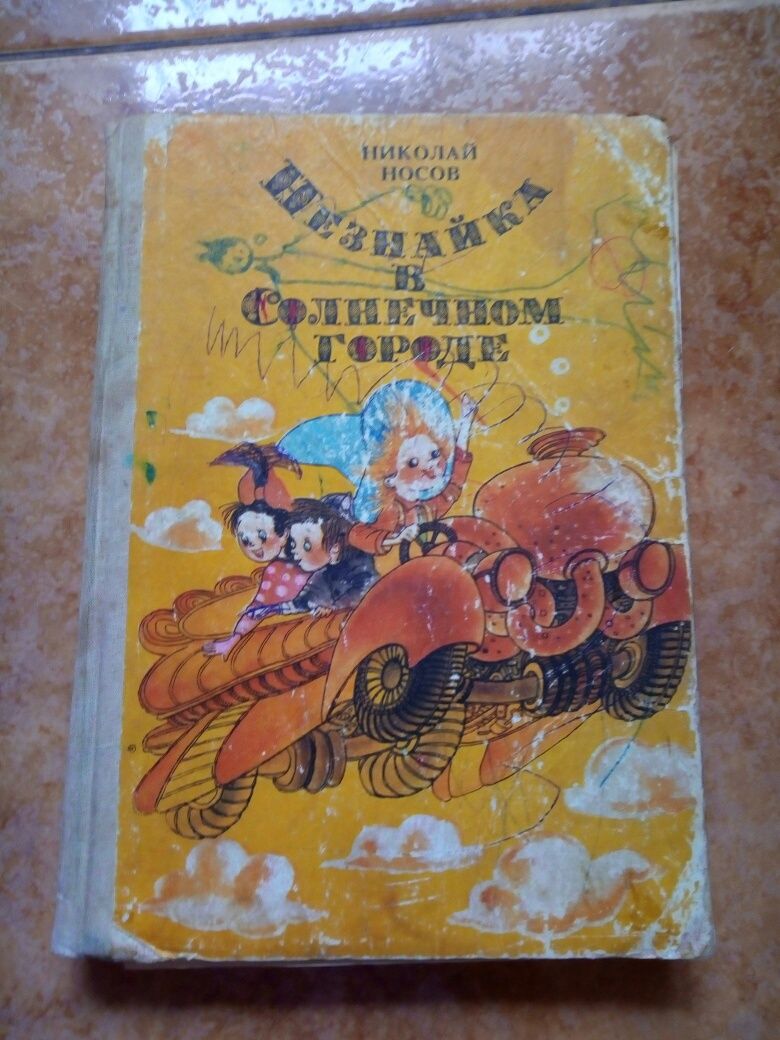 НИКОЛАЙ
НОСОВ
НЕЗНАЙКА
В
СОЛНЕЧНОМ
ГОРОДЕ